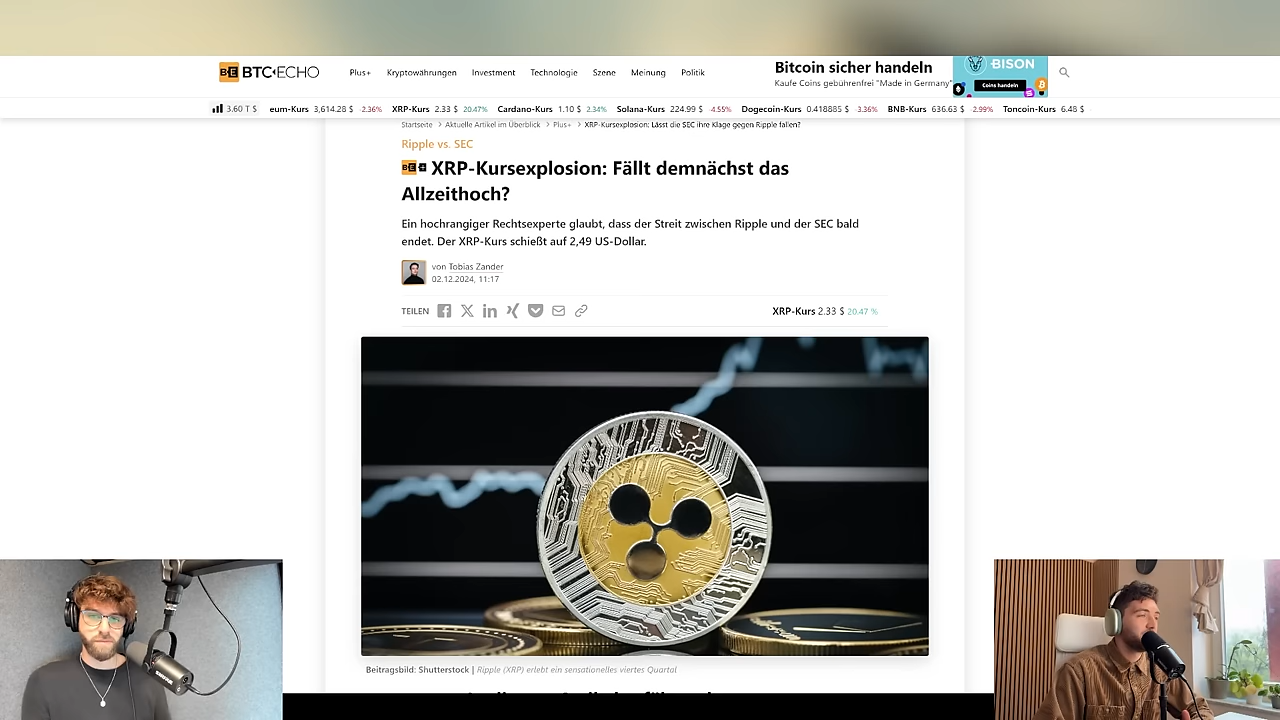 BE BTC-ECHO
Plus+ Kryptowährungen Investment Technologie Szene Meinung Politik
Bitcoin sicher handeln
Kaufe Coins gebührenfrei "Made in Germany"
BISON
Coins handeln
3.60 T $ eum-Kurs 3,614.28 $ -2.36% XRP-Kurs 2.33 $ 20.47% Cardano-Kurs 1.10 $ 2.34% Solana-Kurs 224.99 $ -4.55% Dogecoin-Kurs 0.418885 $ -3.36% BNB-Kurs 636.63 $ -2.99% Toncoin-Kurs 6.48 $
Startseite > Aktuelle Artikel im Überblick > Plus+ > XRP-Kursexplosion: Lässt die SEC ihre Klage gegen Ripple fallen?
Ripple vs. SEC
BE+ XRP-Kursexplosion: Fällt demnächst das
Allzeithoch?
Ein hochrangiger Rechtsexperte glaubt, dass der Streit zwischen Ripple und der SEC bald
endet. Der XRP-Kurs schießt auf 2,49 US-Dollar.
von Tobias Zander
02.12.2024, 11:17
TEILEN
XRP-Kurs 2.33 $ 20.47 %
Beitragsbild: Shutterstock | Ripple (XRP) erlebt ein sensationelles viertes Quartal
SHURE